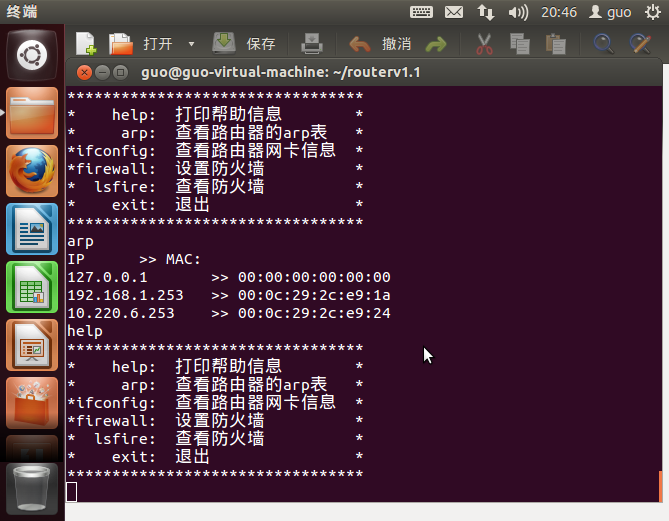 终端 20:46 guo
打开 保存 撤消
guo@guo-virtual-machine: ~/routerv1.1
*********************************
*    help:  打印帮助信息        *
*     arp:  查看路由器的arp表   *
*ifconfig:  查看路由器网卡信息  *
*firewall:  设置防火墙          *
*  lsfire:  查看防火墙          *
*    exit:  退出                *
*********************************
arp
IP      >> MAC:
127.0.0.1       >> 00:00:00:00:00:00
192.168.1.253   >> 00:0c:29:2c:e9:1a
10.220.6.253    >> 00:0c:29:2c:e9:24
help
*********************************
*    help:  打印帮助信息        *
*     arp:  查看路由器的arp表   *
*ifconfig:  查看路由器网卡信息  *
*firewall:  设置防火墙          *
*  lsfire:  查看防火墙          *
*    exit:  退出                *
*********************************